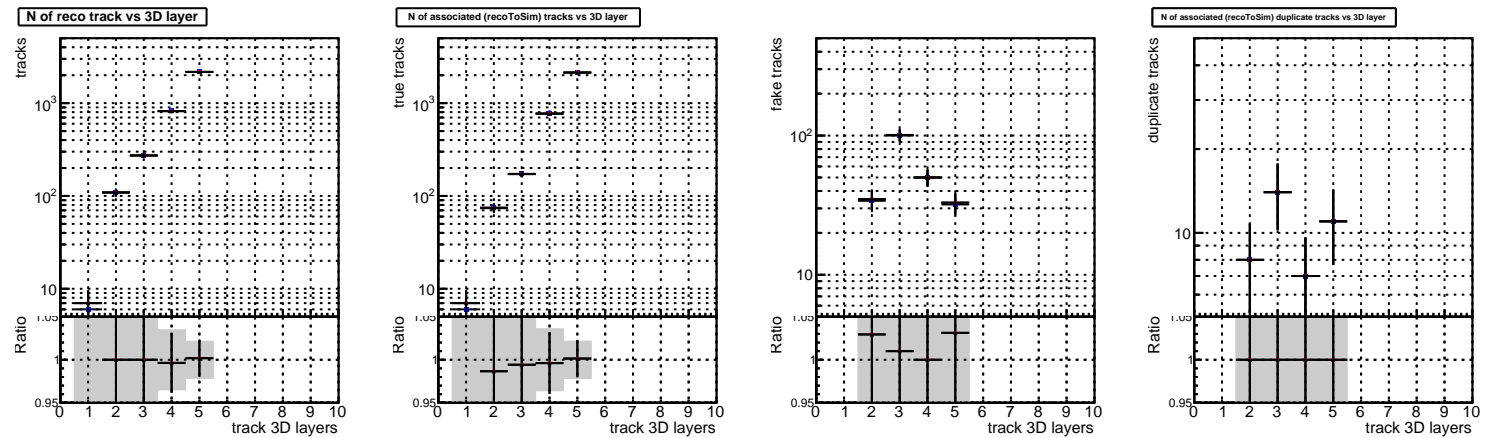 N of reco track vs 3D layer
tracks
10³
10²
10
Ratio
1.05
1
0.95
0 1 2 3 4 5 6 7 8 9 10
track 3D layers
N of associated (recoToSim) tracks vs 3D layer
true tracks
10³
10²
10
Ratio
1.05
1
0.95
0 1 2 3 4 5 6 7 8 9 10
track 3D layers
fake tracks
10²
10
Ratio
1.05
1
0.95
0 1 2 3 4 5 6 7 8 9 10
track 3D layers
N of associated (recoToSim) duplicate tracks vs 3D layer
duplicate tracks
10
Ratio
1.05
1
0.95
0 1 2 3 4 5 6 7 8 9 10
track 3D layers